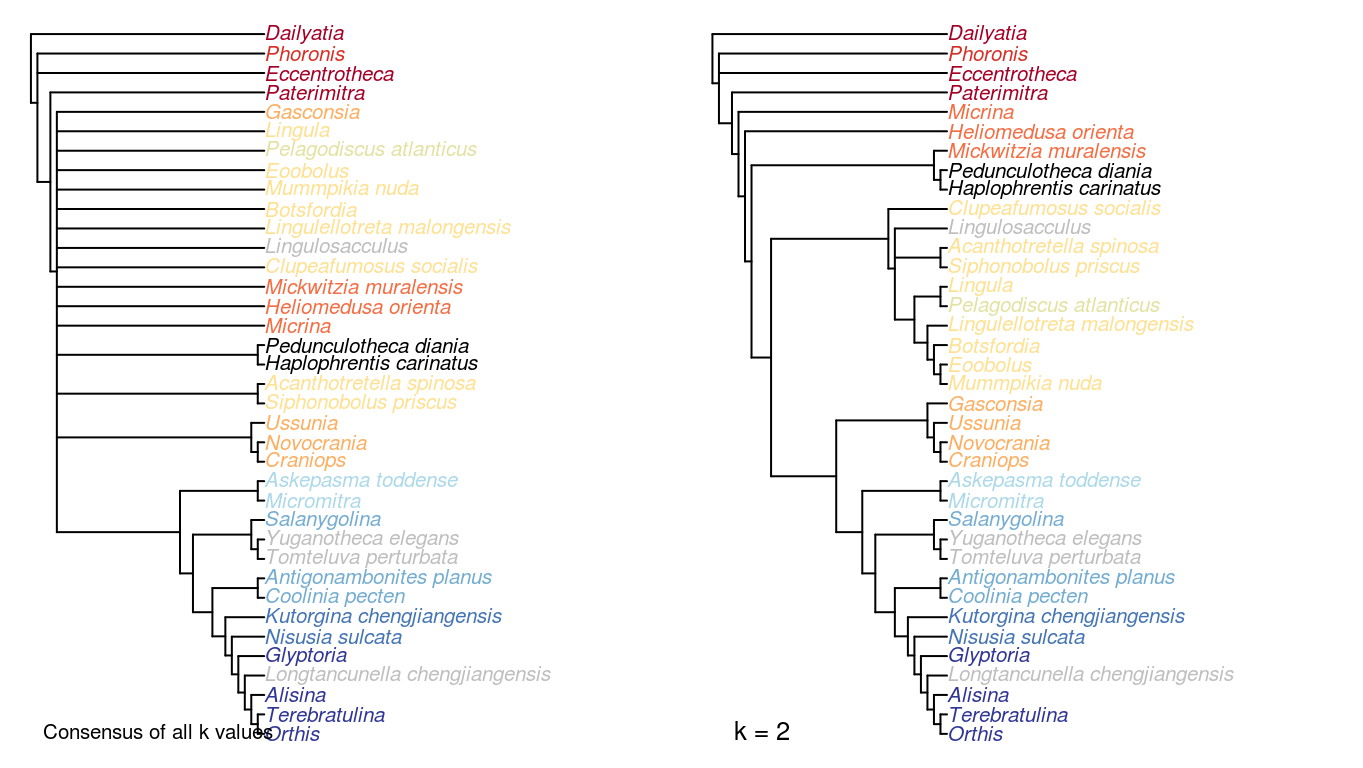 Dailyatia
Phoronis
Eccentrotheca
Paterimitra
Gasconsia
Lingula
Pelagodiscus atlanticus
Eoobolus
Mummpikia nuda
Botsfordia
Lingulellotreta malongensis
Lingulosacculus
Clupeafumosus socialis
Mickwitzia muralensis
Heliomedusa orienta
Micrina
Pedunculotheca diania
Haplophrentis carinatus
Acanthotretella spinosa
Siphonobolus priscus
Ussunia
Novocrania
Craniops
Askepasma toddense
Micromitra
Salanygolina
Yuganotheca elegans
Tomteluva perturbata
Antigonambonites planus
Coolinia pecten
Kutorgina chengjiangensis
Nisusia sulcata
Glyptoria
Longtancunella chengjiangensis
Alisina
Terebratulina
Orthis
Consensus of all k values
Dailyatia
Phoronis
Eccentrotheca
Paterimitra
Micrina
Heliomedusa orienta
Mickwitzia muralensis
Pedunculotheca diania
Haplophrentis carinatus
Clupeafumosus socialis
Lingulosacculus
Acanthotretella spinosa
Siphonobolus priscus
Lingula
Pelagodiscus atlanticus
Lingulellotreta malongensis
Botsfordia
Eoobolus
Mummpikia nuda
Gasconsia
Ussunia
Novocrania
Craniops
Askepasma toddense
Micromitra
Salanygolina
Yuganotheca elegans
Tomteluva perturbata
Antigonambonites planus
Coolinia pecten
Kutorgina chengjiangensis
Nisusia sulcata
Glyptoria
Longtancunella chengjiangensis
Alisina
Terebratulina
Orthis
k = 2